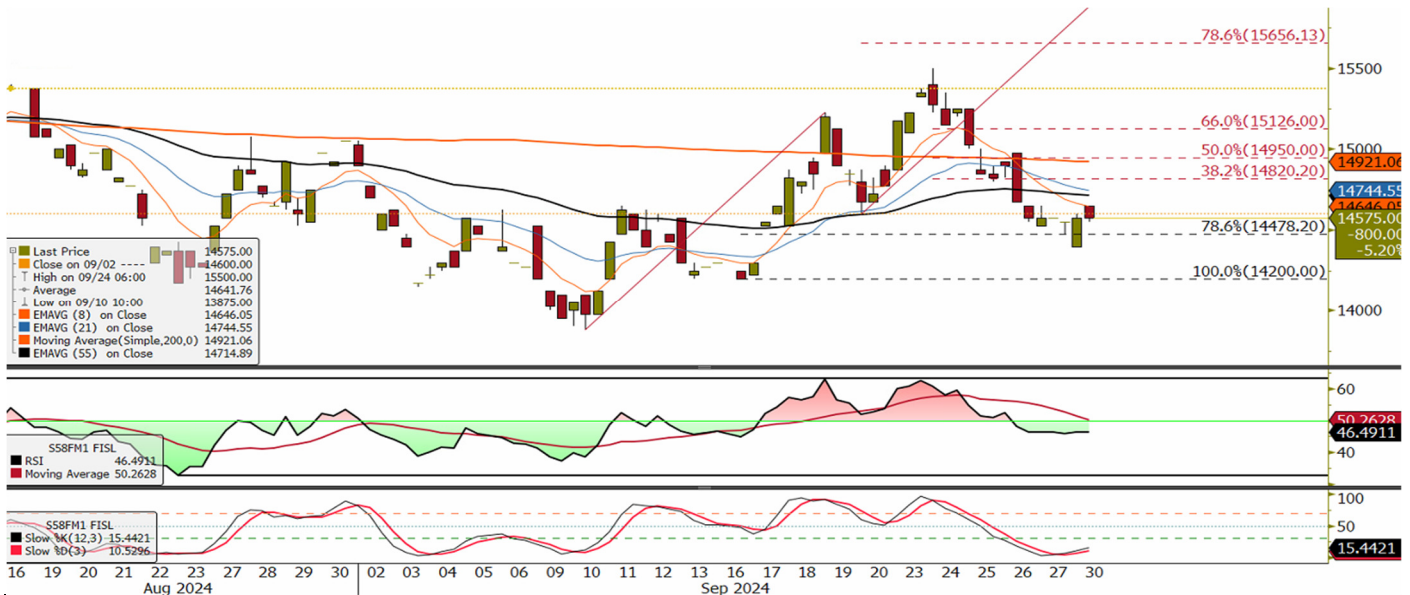 78.6%(15656.13)
15500
66.0%(15126.00)
15000
50.0%(14950.00)
14921.06
38.2%(14820.20)
14744.55
14646.05
78.6%(14478.20)
14575.00
-800.00
-5.20%
100.0%(14200.00)
14000
Last Price 14575.00
Close on 09/02 ----- 14600.00
High on 09/24 06:00 15500.00
Average 14641.76
Low on 09/10 10:00 13875.00
EMAVG (8) on Close 14646.05
EMAVG (21) on Close 14744.55
Moving Average(Simple,200,0) 14921.06
EMAVG (55) on Close 14714.89
60
50.2628
46.4911
40
S58FM1 FISL
RSI 46.4911
Moving Average 50.2628
100
50
15.4421
S58FM1 FISL
Slow %K(12,3) 15.4421
Slow %D(3) 10.5296
16 19 20 21 22 23 27 28 30 02 03 04 05 06 09 10 11 12 13 16 17 18 19 20 23 24 25 26 27 30
Aug 2024 Sep 2024